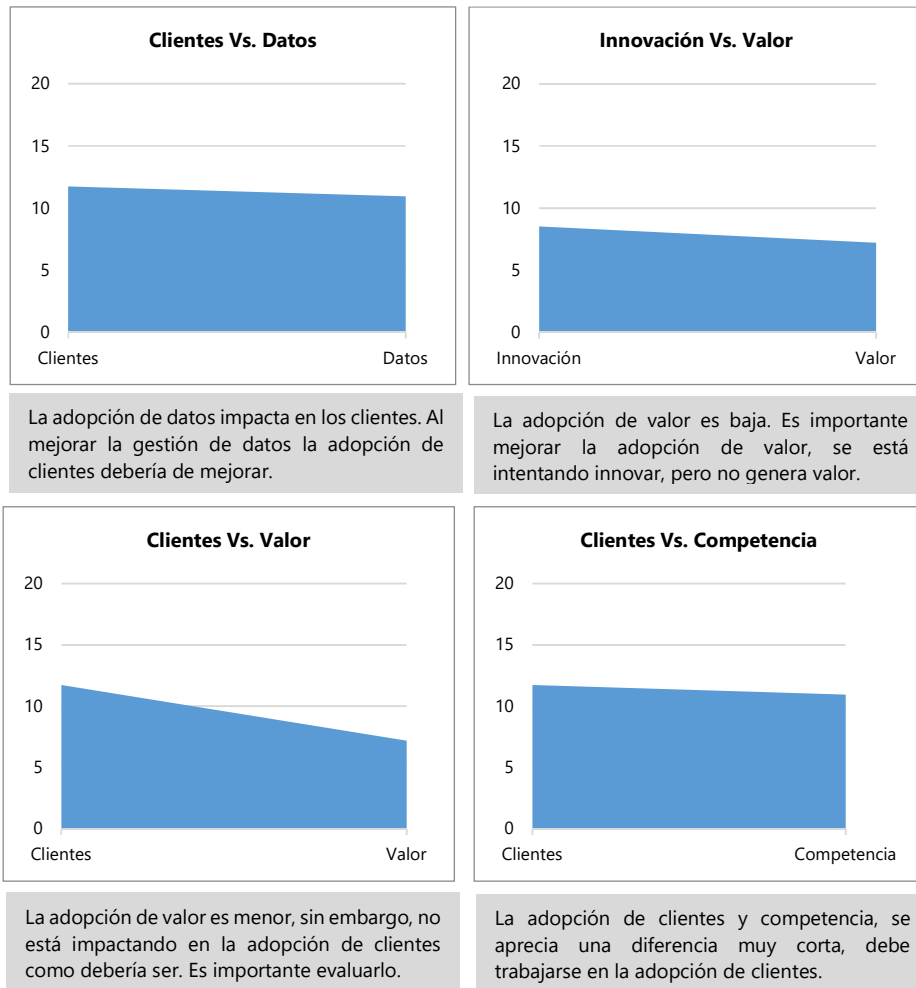 Clientes Vs. Datos
20
15
10
5
0
Clientes Datos
La adopción de datos impacta en los clientes. Al
mejorar la gestión de datos la adopción de
clientes debería de mejorar.
Innovación Vs. Valor
20
15
10
5
0
Innovación Valor
La adopción de valor es baja. Es importante
mejorar la adopción de valor, se está
intentando innovar, pero no genera valor.
Clientes Vs. Valor
20
15
10
5
0
Clientes Valor
La adopción de valor es menor, sin embargo, no
está impactando en la adopción de clientes
como debería ser. Es importante evaluarlo.
Clientes Vs. Competencia
20
15
10
5
0
Clientes Competencia
La adopción de clientes y competencia, se
aprecia una diferencia muy corta, debe
trabajarse en la adopción de clientes.